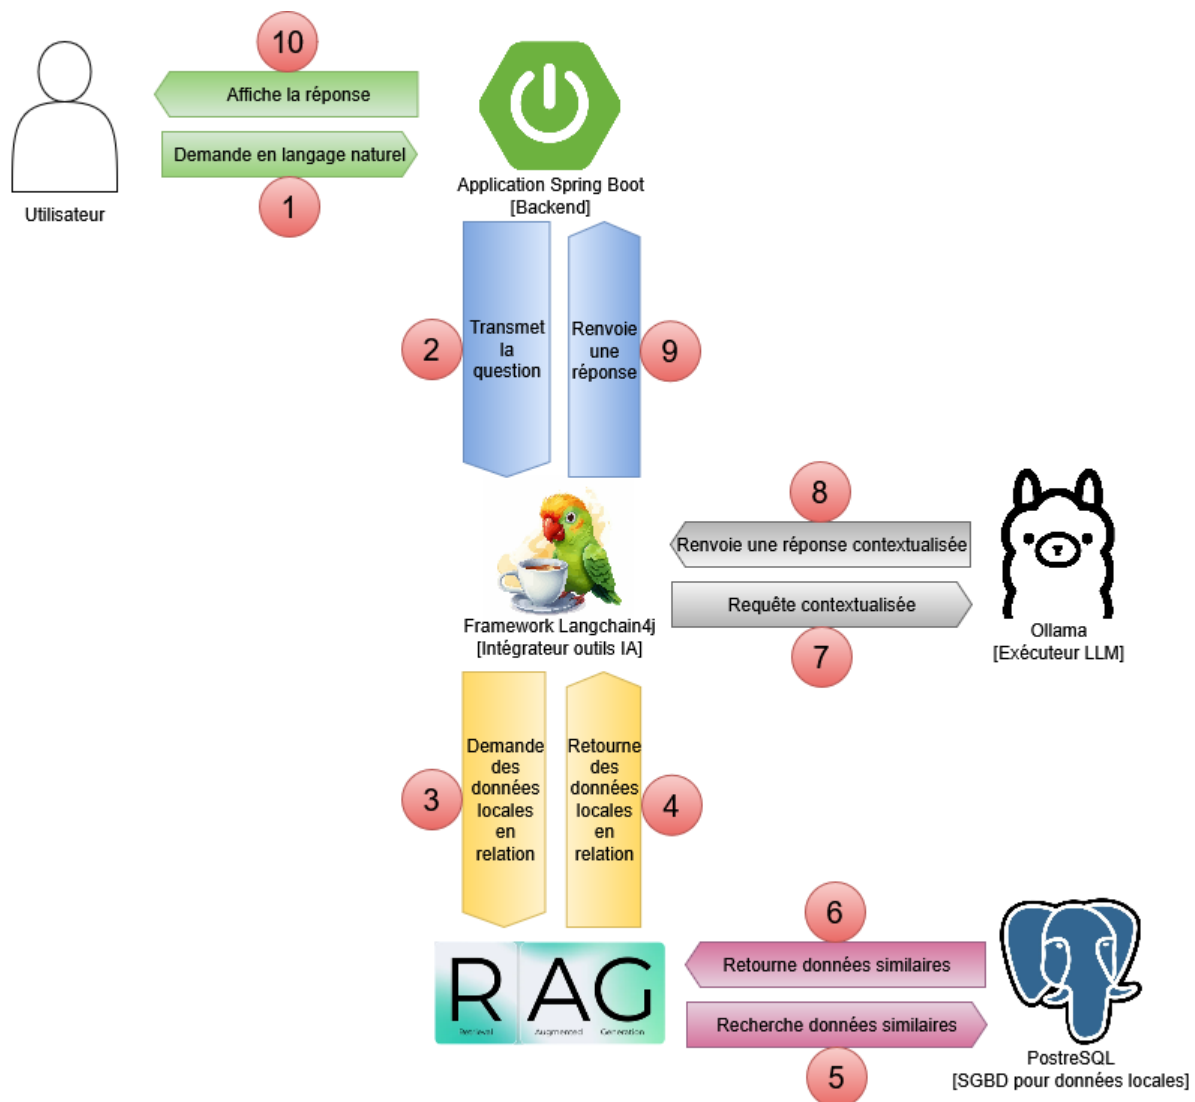 10
Affiche la réponse
Demande en langage naturel
1
Utilisateur
Application Spring Boot
[Backend]
2
Transmet
la
question
Renvoie
une
réponse
9
8
Renvoie une réponse contextualisée
Requête contextualisée
7
Framework Langchain4j
[Intégrateur outils IA]
Ollama
[Exécuteur LLM]
3
Demande
des
données
locales
en
relation
Retourne
des
données
locales
en
relation
4
6
Retourne données similaires
Recherche données similaires
5
RAG
Retrieval Augmented Generation
PostreSQL
[SGBD pour données locales]